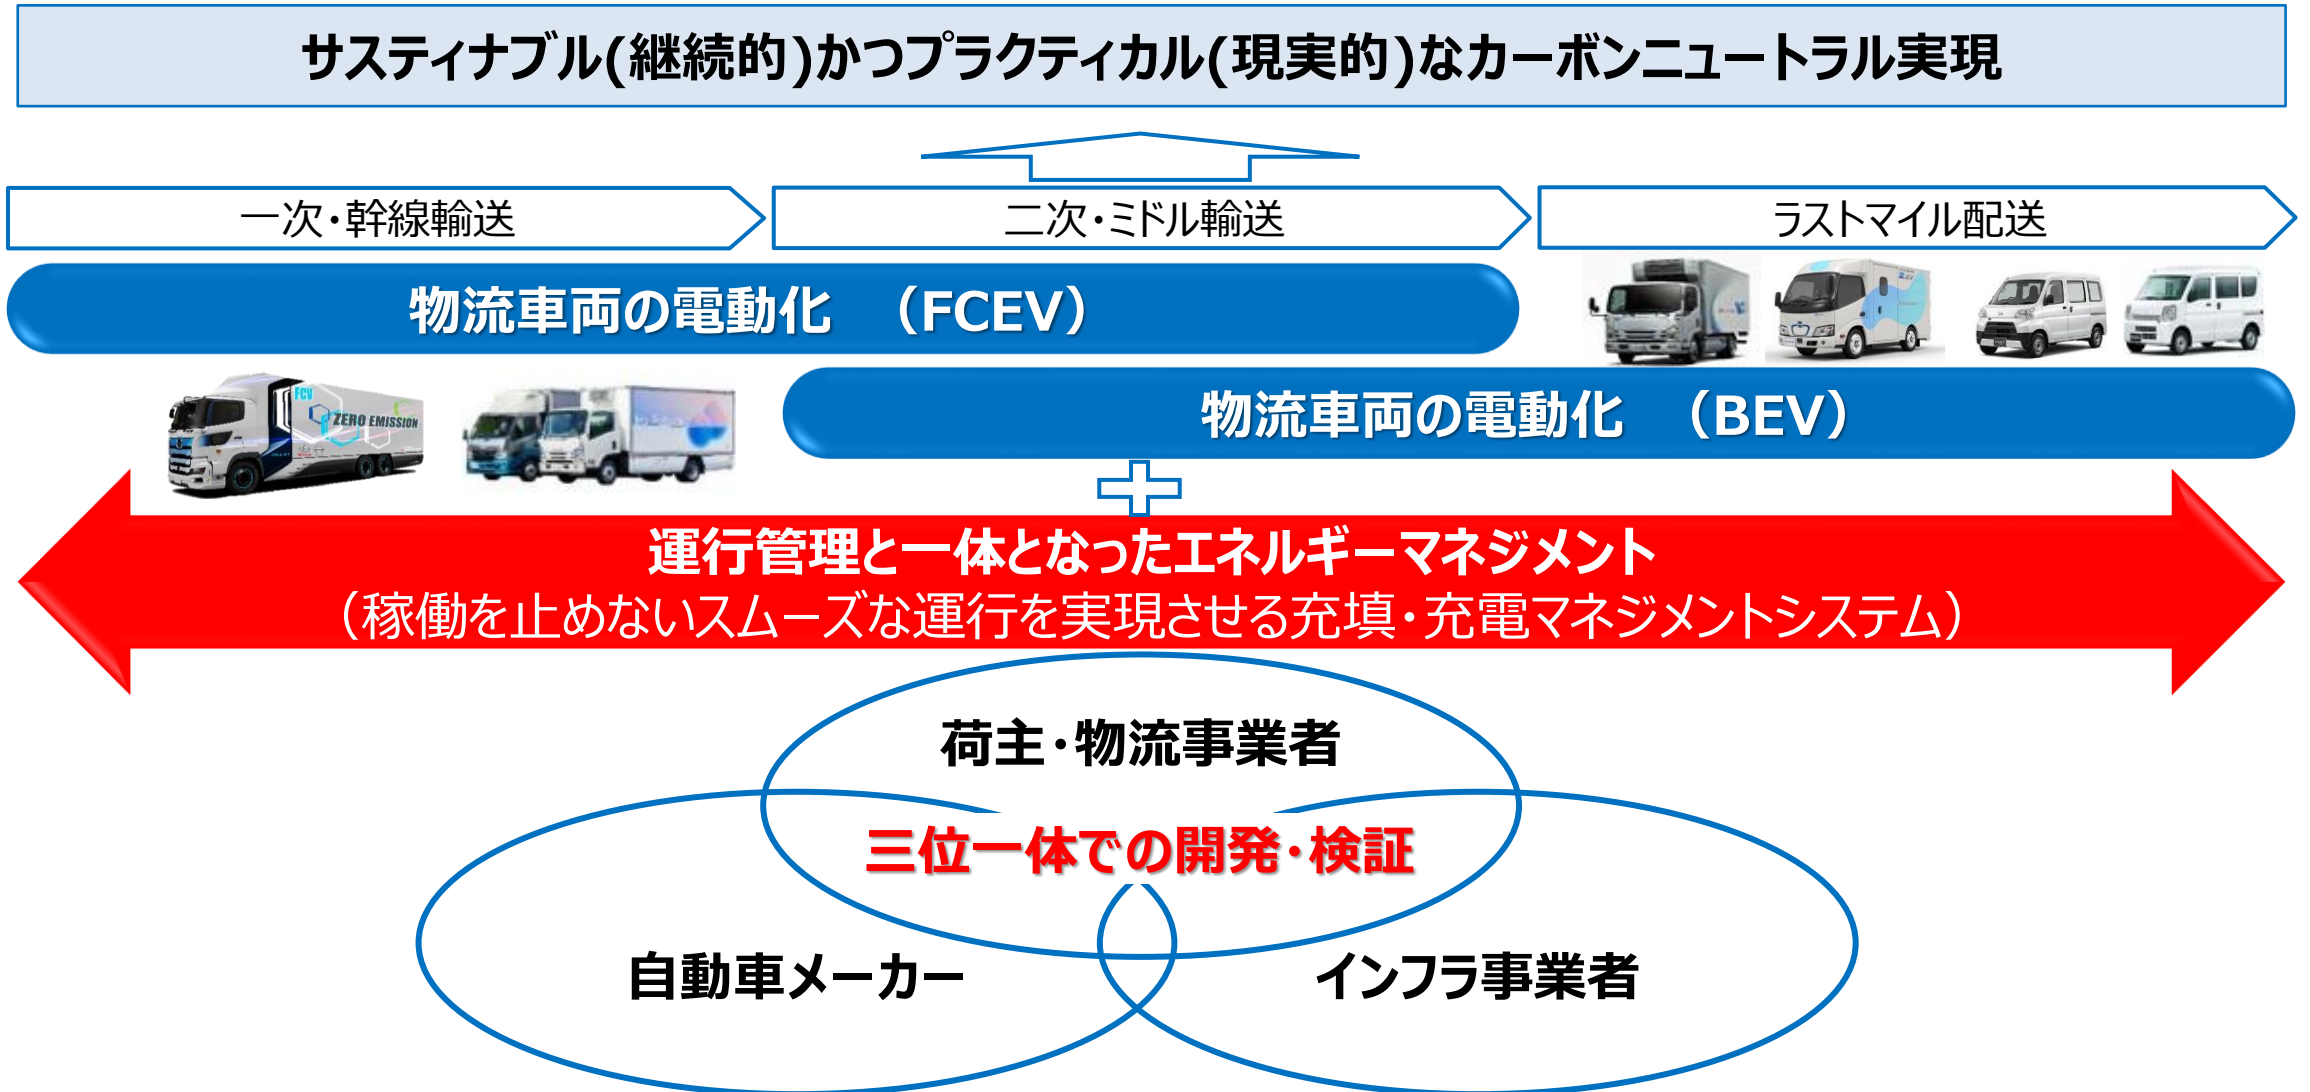 サスティナブル(継続的)かつプラクティカル(現実的)なカーボンニュートラル実現
一次・幹線輸送
二次・ミドル輸送
ラストマイル配送
物流車両の電動化　（FCEV）
FCV
ZERO EMISSION
物流車両の電動化　（BEV）
運行管理と一体となったエネルギーマネジメント
（稼働を止めないスムーズな運行を実現させる充填・充電マネジメントシステム）
荷主・物流事業者
三位一体での開発・検証
自動車メーカー
インフラ事業者